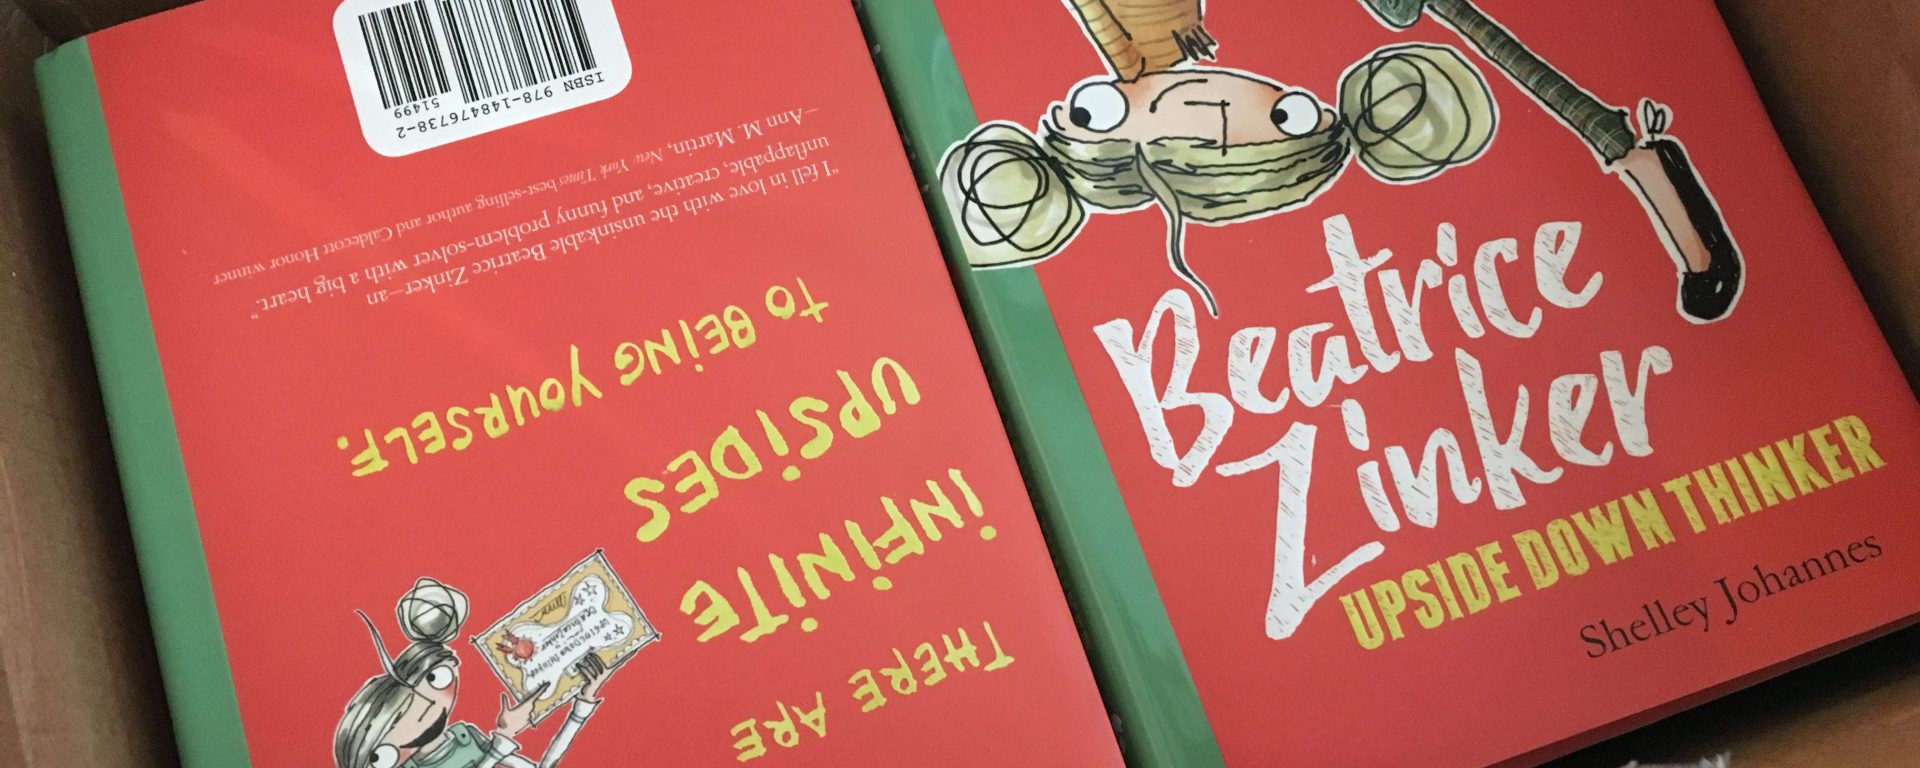 THERE ARE
INFINITE
UPSIDES
TO BEING YOURSELF.
"I fell in love with the unsinkable Beatrice Zinker—an
unflappable, creative, and funny problem-solver with a big heart."
—Ann M. Martin, New York Times best-selling author and Caldecott Honor winner
ISBN 978-1-4847-6738-2
51499
Beatrice
Zinker
UPSIDE DOWN THINKER
Shelley Johannes